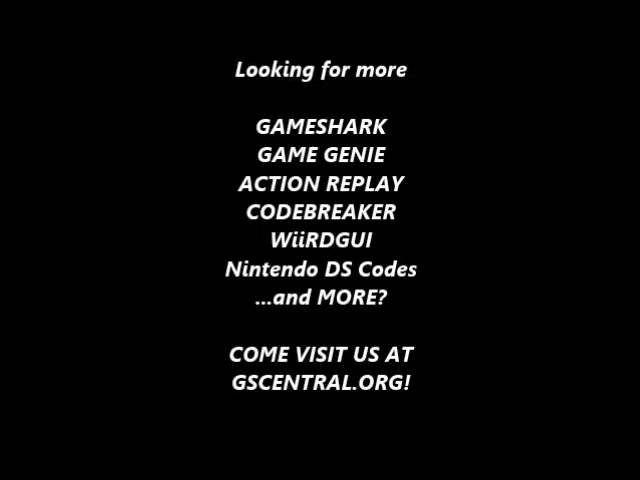 Looking for more
GAMESHARK
GAME GENIE
ACTION REPLAY
CODEBREAKER
WiiRDGUI
Nintendo DS Codes
...and MORE?
COME VISIT US AT
GSCENTRAL.ORG!